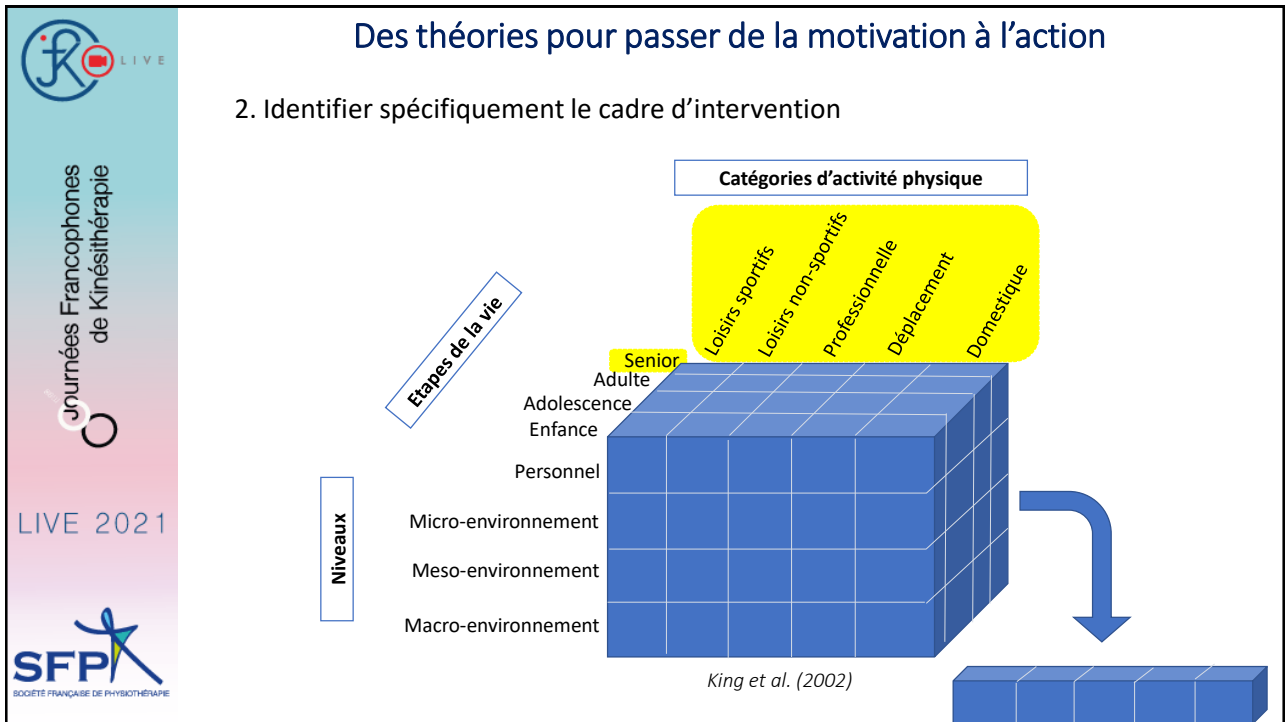 Des théories pour passer de la motivation à l’action
LIVE
2. Identifier spécifiquement le cadre d’intervention
Journées Francophones
de Kinésithérapie
LIVE 2021
SFP
SOCIÉTÉ FRANÇAISE DE PHYSIOTHÉRAPIE
Catégories d’activité physique
Loisirs sportifs
Loisirs non-sportifs
Professionnelle
Déplacement
Domestique
Etapes de la vie
Senior
Adulte
Adolescence
Enfance
Niveaux
Personnel
Micro-environnement
Meso-environnement
Macro-environnement
King et al. (2002)